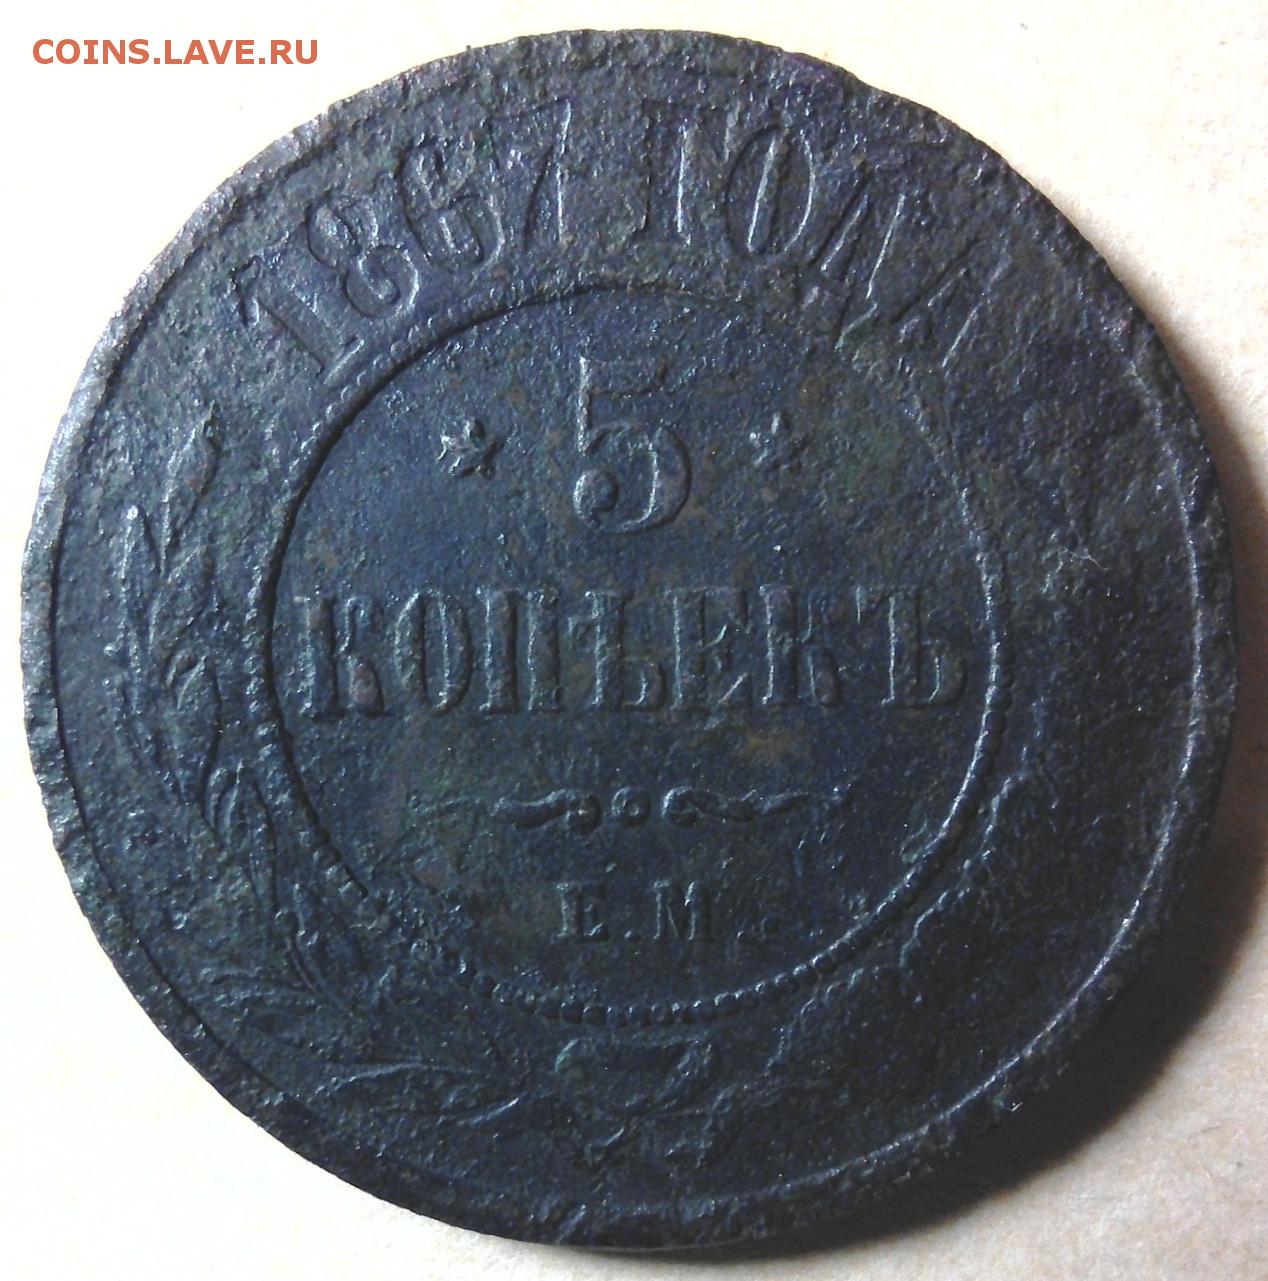 COINS.LAVE.RU
1867 ГОДА
* 5 *
КОПѢЕКЪ
Е.М.